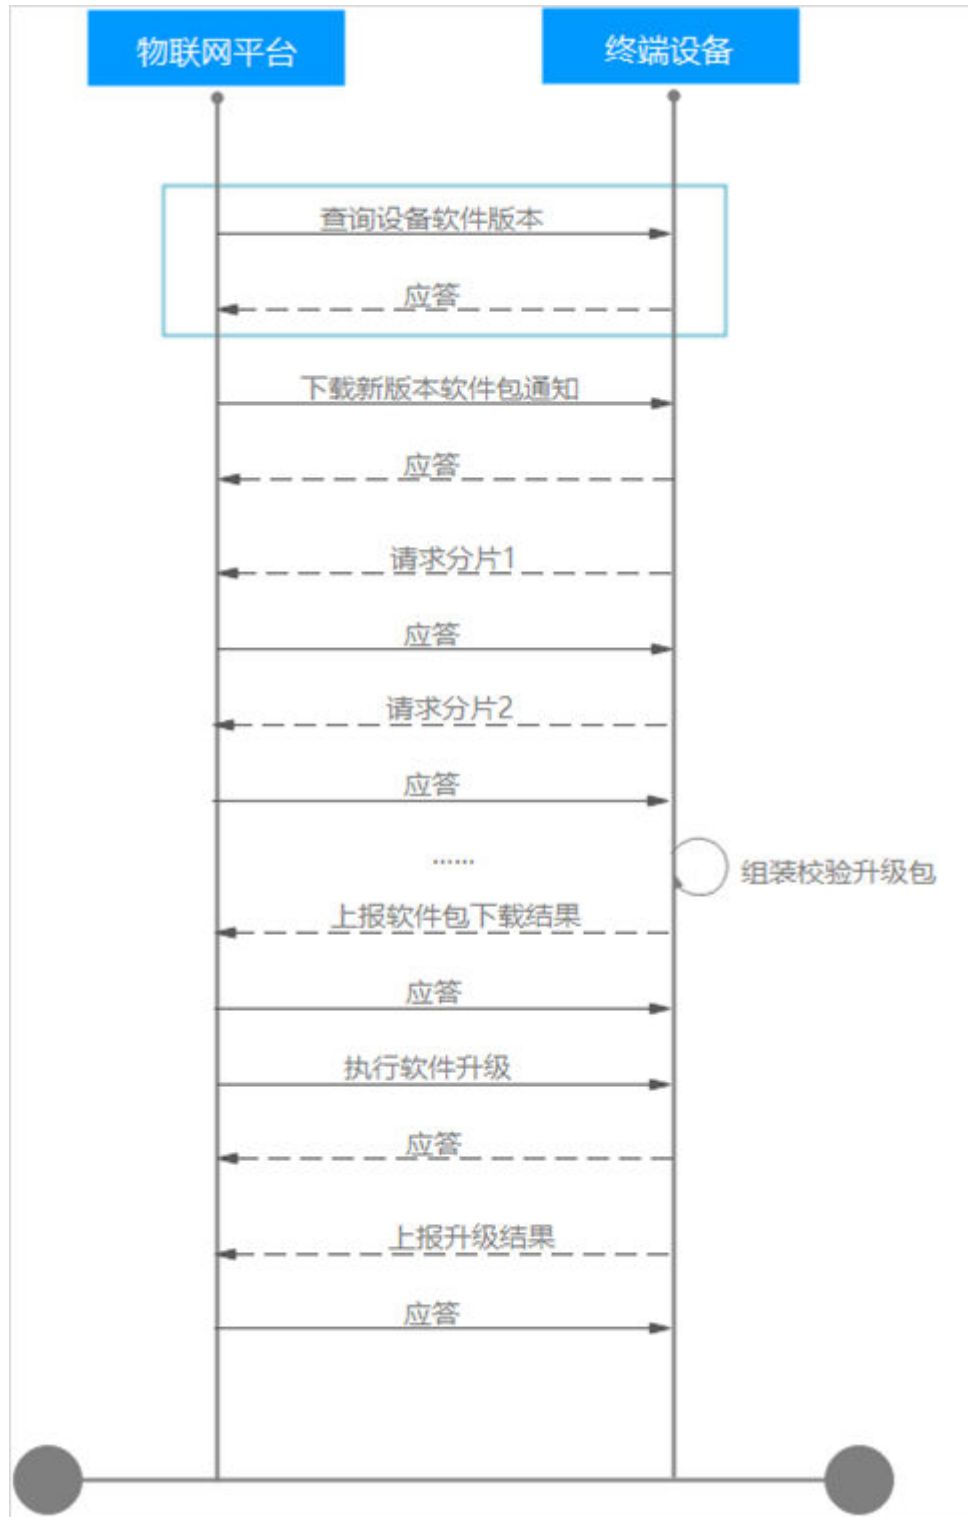 物联网平台
终端设备
查询设备软件版本
应答
下载新版本软件包通知
应答
请求分片1
应答
请求分片2
应答
......
组装校验升级包
上报软件包下载结果
应答
执行软件升级
应答
上报升级结果
应答